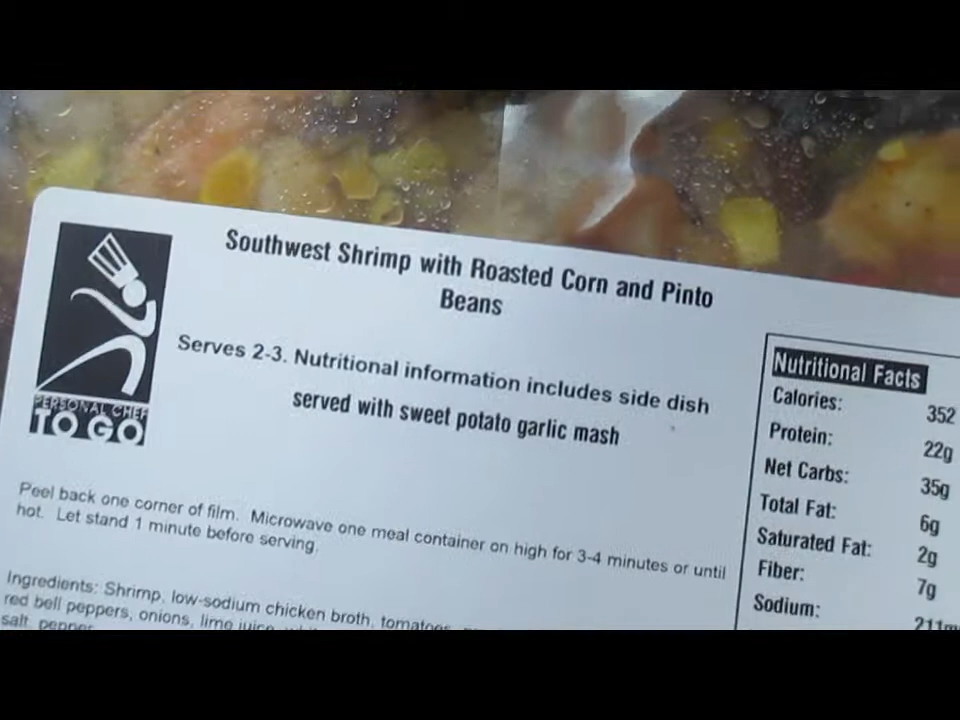 Southwest Shrimp with Roasted Corn and Pinto
Beans
Serves 2-3. Nutritional information includes side dish
served with sweet potato garlic mash
PERSONAL CHEF
TO GO
Peel back one corner of film. Microwave one meal container on high for 3-4 minutes or until
hot. Let stand 1 minute before serving.
Ingredients: Shrimp, low-sodium chicken broth, tomatoes,
red bell peppers, onions, lime juice,
salt, pepper
Nutritional Facts
Calories: 352
Protein: 22g
Net Carbs: 35g
Total Fat: 6g
Saturated Fat: 2g
Fiber: 7g
Sodium: 211m